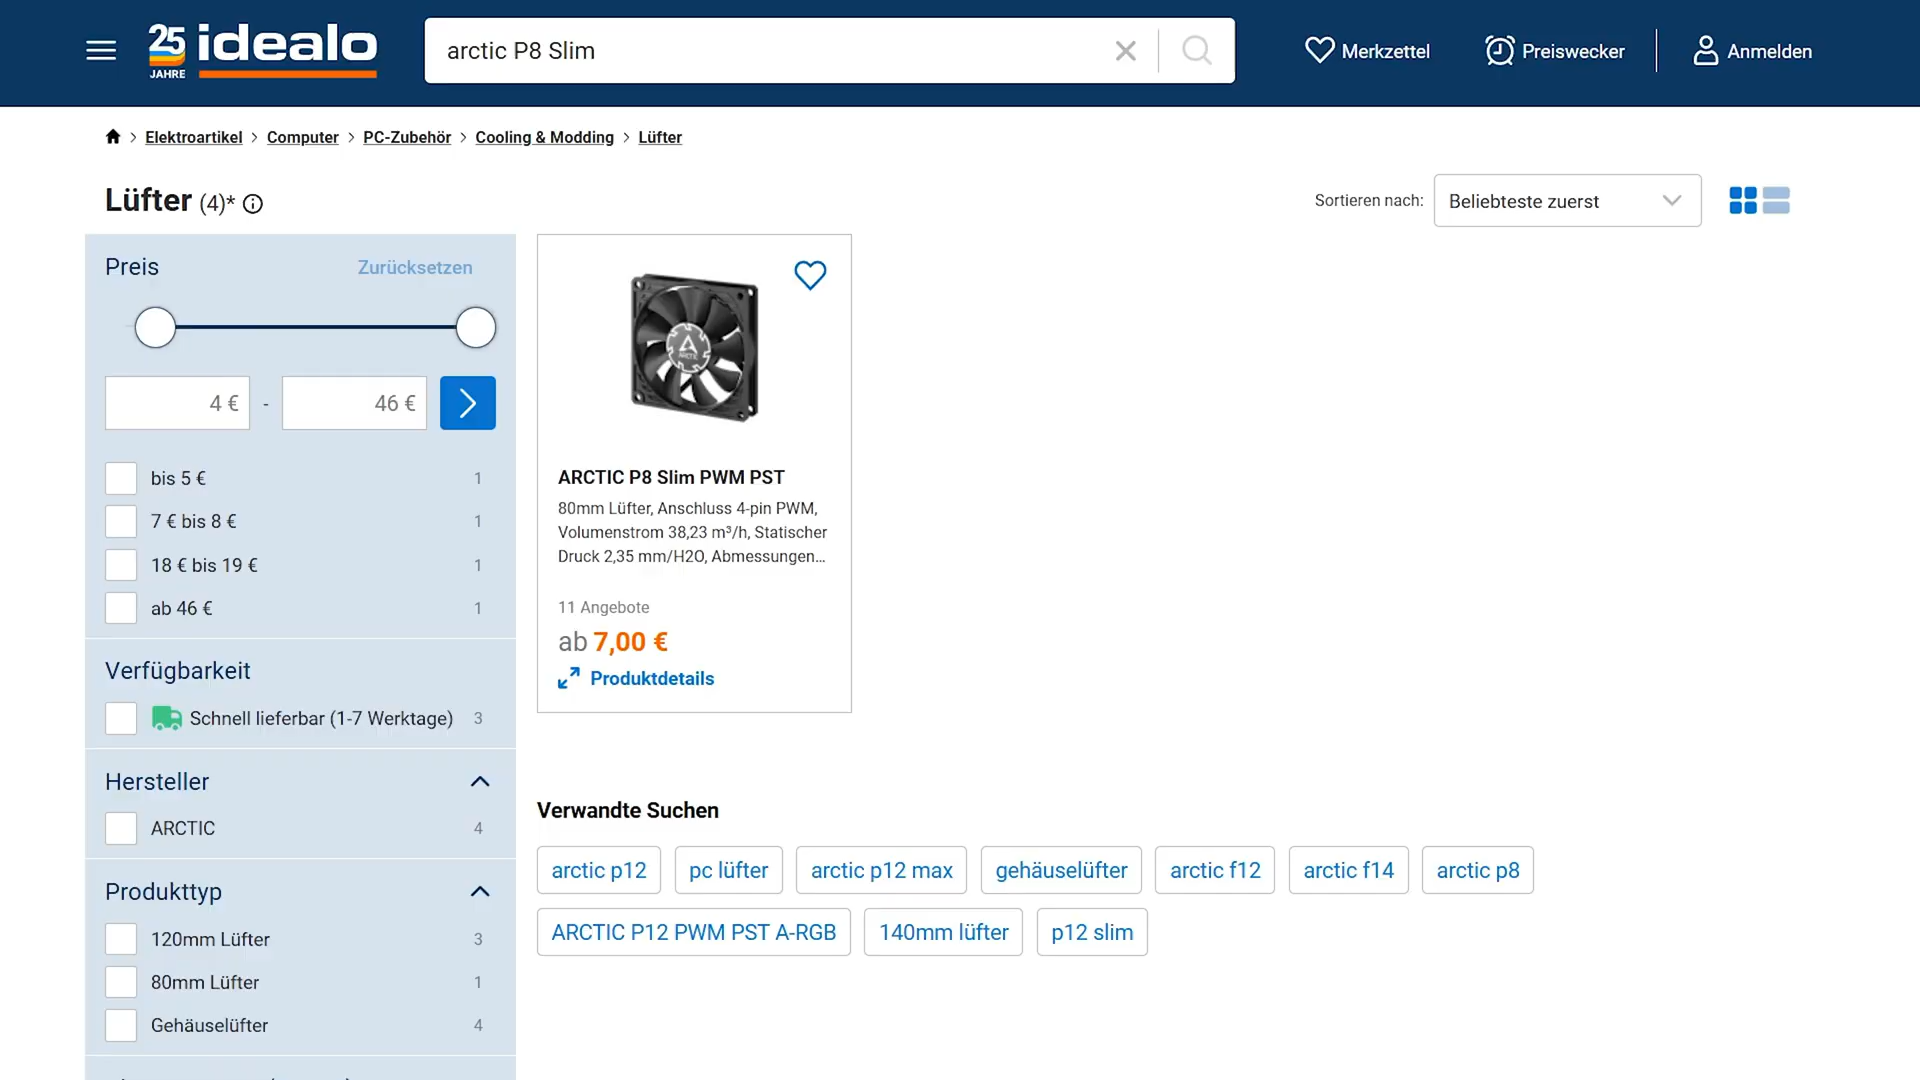 25 JAHRE idealo
arctic P8 Slim
Merkzettel
Preiswecker
Anmelden
Elektroartikel > Computer > PC-Zubehör > Cooling & Modding > Lüfter
Lüfter (4)*
Sortieren nach: Beliebteste zuerst
Preis Zurücksetzen
4 € - 46 €
bis 5 € 1
7 € bis 8 € 1
18 € bis 19 € 1
ab 46 € 1
Verfügbarkeit
Schnell lieferbar (1-7 Werktage) 3
Hersteller
ARCTIC 4
Produkttyp
120mm Lüfter 3
80mm Lüfter 1
Gehäuselüfter 4
ARCTIC
ARCTIC P8 Slim PWM PST
80mm Lüfter, Anschluss 4-pin PWM,
Volumenstrom 38,23 m³/h, Statischer
Druck 2,35 mm/H2O, Abmessungen...
11 Angebote
ab 7,00 €
Produktdetails
Verwandte Suchen
arctic p12
pc lüfter
arctic p12 max
gehäuselüfter
arctic f12
arctic f14
arctic p8
ARCTIC P12 PWM PST A-RGB
140mm lüfter
p12 slim